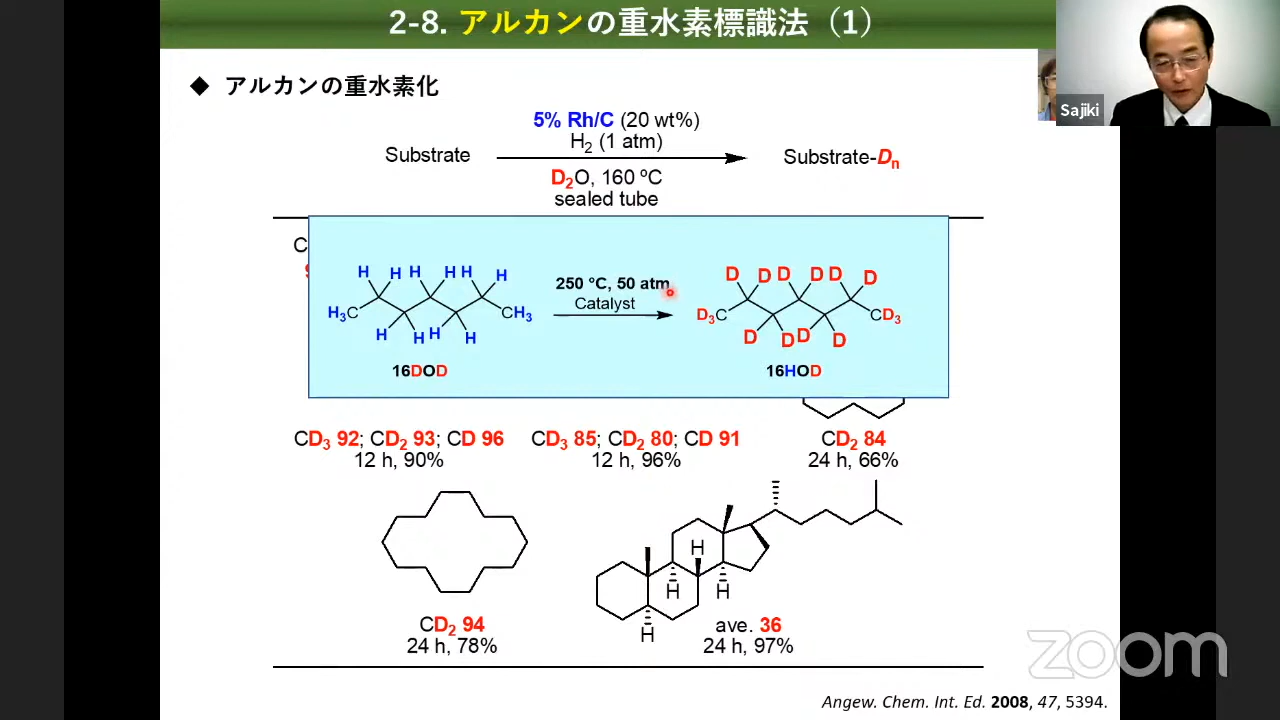 2-8. アルカンの重水素標識法（1）
Sajiki
◆ アルカンの重水素化
5% Rh/C (20 wt%)
H2 (1 atm)
Substrate
Substrate-Dn
D2O, 160 ºC
sealed tube
C
H H H H H H
D D D D D D
250 ºC, 50 atm
Catalyst
H3C CH3
D3C CD3
H H H H
D D D D
16DOD
16HOD
CD3 92; CD2 93; CD 96
12 h, 90%
CD3 85; CD2 80; CD 91
12 h, 96%
CD2 84
24 h, 66%
H
H
H
H
CD2 94
24 h, 78%
ave. 36
24 h, 97%
zoom
Angew. Chem. Int. Ed. 2008, 47, 5394.